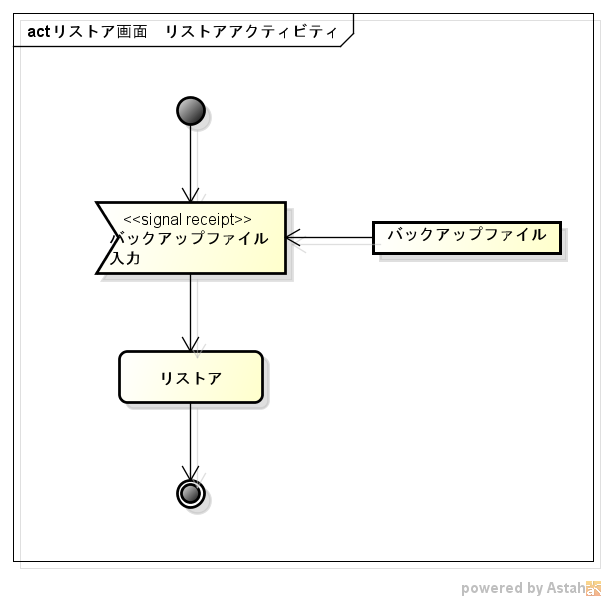 act リストア画面　リストアアクティビティ
<<signal receipt>>
バックアップファイル
入力
バックアップファイル
リストア
powered by Astah